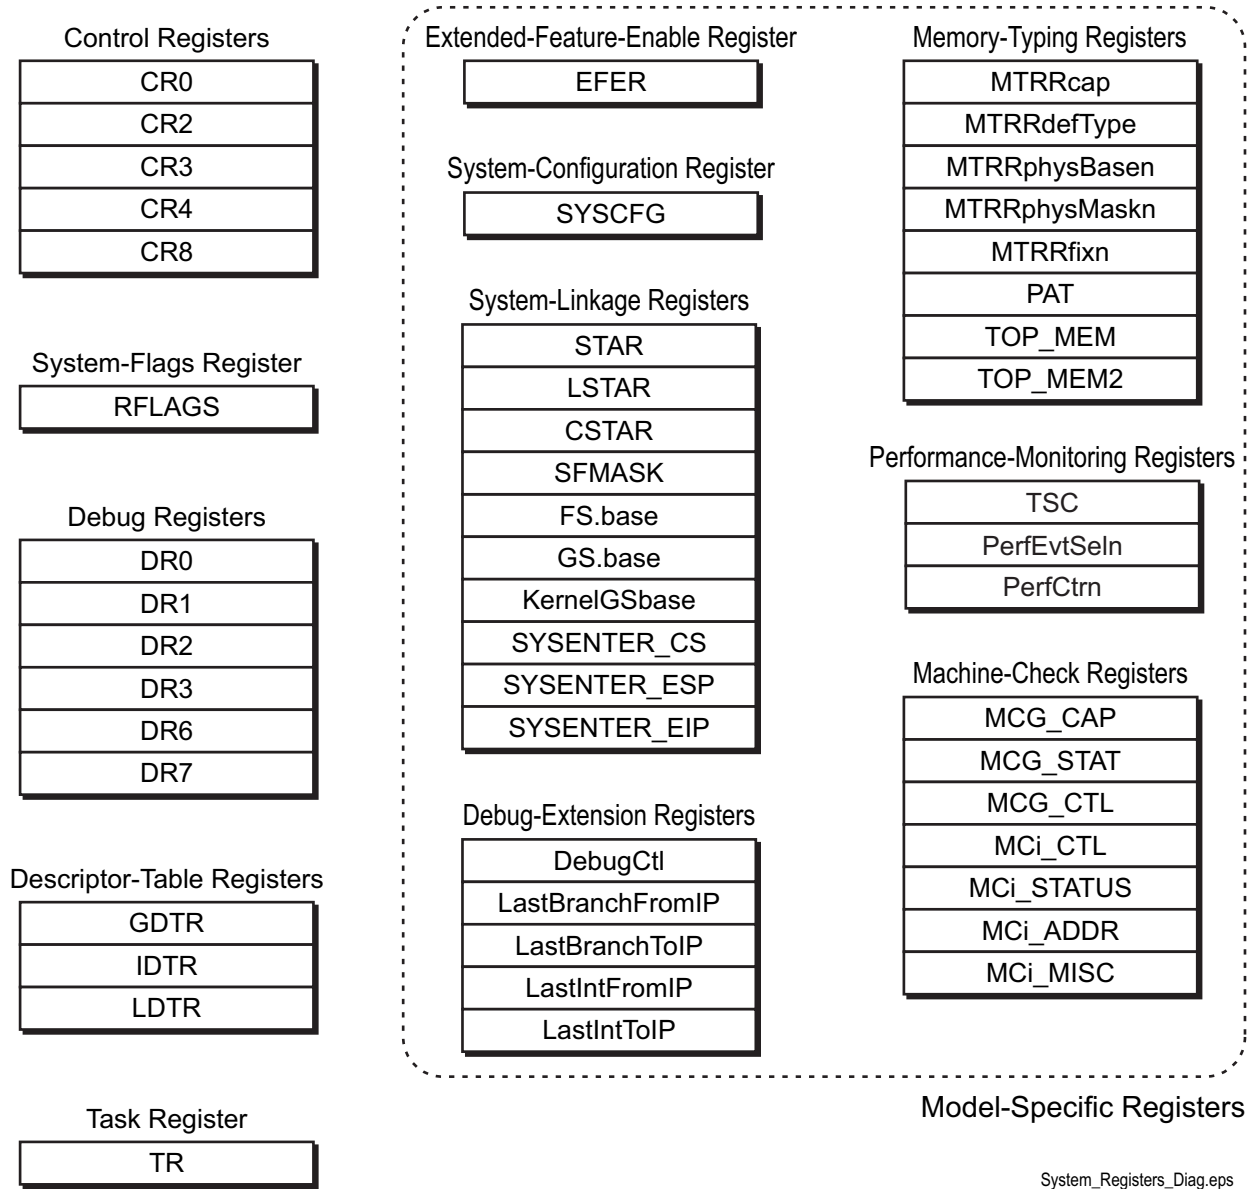 Control Registers
CR0
CR2
CR3
CR4
CR8
System-Flags Register
RFLAGS
Debug Registers
DR0
DR1
DR2
DR3
DR6
DR7
Descriptor-Table Registers
GDTR
IDTR
LDTR
Task Register
TR
Extended-Feature-Enable Register
EFER
System-Configuration Register
SYSCFG
System-Linkage Registers
STAR
LSTAR
CSTAR
SFMASK
FS.base
GS.base
KernelGSbase
SYSENTER_CS
SYSENTER_ESP
SYSENTER_EIP
Debug-Extension Registers
DebugCtl
LastBranchFromIP
LastBranchToIP
LastIntFromIP
LastIntToIP
Memory-Typing Registers
MTRRcap
MTRRdefType
MTRRphysBasen
MTRRphysMaskn
MTRRfixn
PAT
TOP_MEM
TOP_MEM2
Performance-Monitoring Registers
TSC
PerfEvtSeln
PerfCtrn
Machine-Check Registers
MCG_CAP
MCG_STAT
MCG_CTL
MCi_CTL
MCi_STATUS
MCi_ADDR
MCi_MISC
Model-Specific Registers
System_Registers_Diag.eps